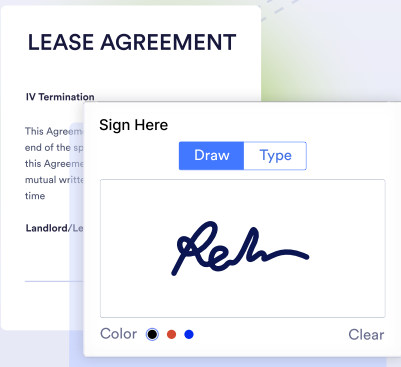 LEASE AGREEMENT
IV Termination
This Agreeme
end of the sp
this Agreeme
mutual writte
time
Landlord/Le
Sign Here
Draw
Type
Color
Clear